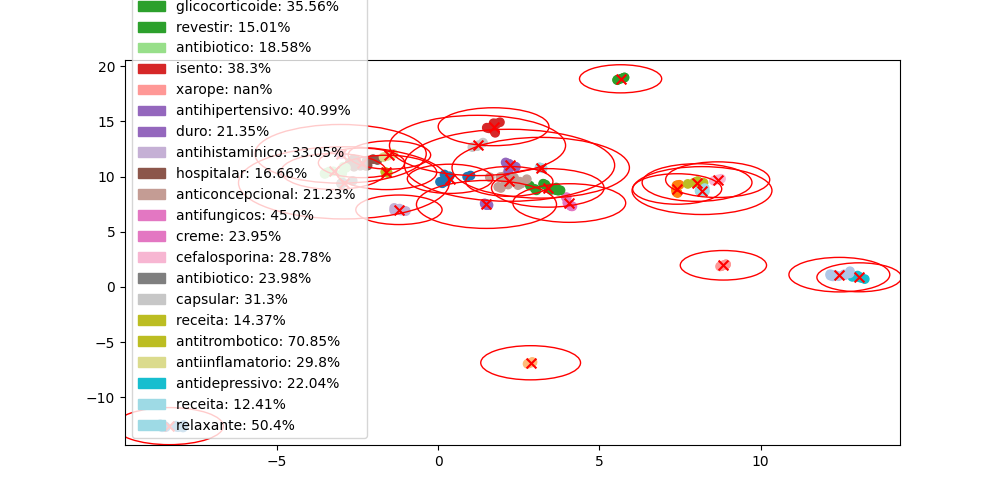 glicocorticoide: 35.56%
revestir: 15.01%
antibiotico: 18.58%
isento: 38.3%
xarope: nan%
antihipertensivo: 40.99%
duro: 21.35%
antihistaminico: 33.05%
hospitalar: 16.66%
anticoncepcional: 21.23%
antifungicos: 45.0%
creme: 23.95%
cefalosporina: 28.78%
antibiotico: 23.98%
capsular: 31.3%
receita: 14.37%
antitrombotico: 70.85%
antiinflamatorio: 29.8%
antidepressivo: 22.04%
receita: 12.41%
relaxante: 50.4%
20
15
10
5
0
−5
−10
−5 0 5 10